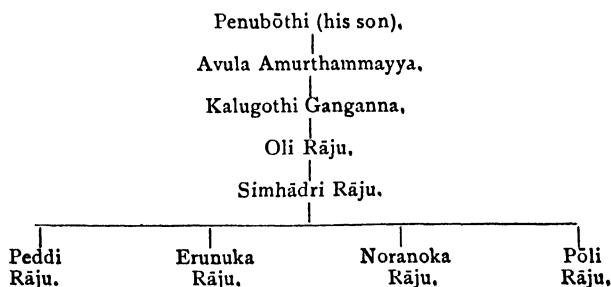 Penubōthi (his son).
Avula Amurthammayya.
Kalugothi Ganganna.
Oli Rāju.
Simhādri Rāju.
Peddi Erunuka Noranoka Pōli
Rāju. Rāju. Rāju. Rāju.